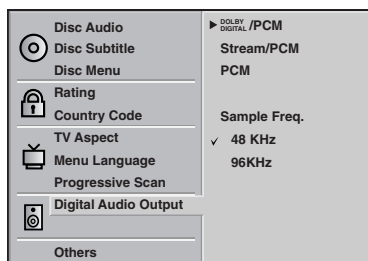 Disc Audio
Disc Subtitle
Disc Menu
Rating
Country Code
TV Aspect
Menu Language
Progressive Scan
Digital Audio Output
Others
DOLBY DIGITAL /PCM
Stream/PCM
PCM
Sample Freq.
48 KHz
96KHz